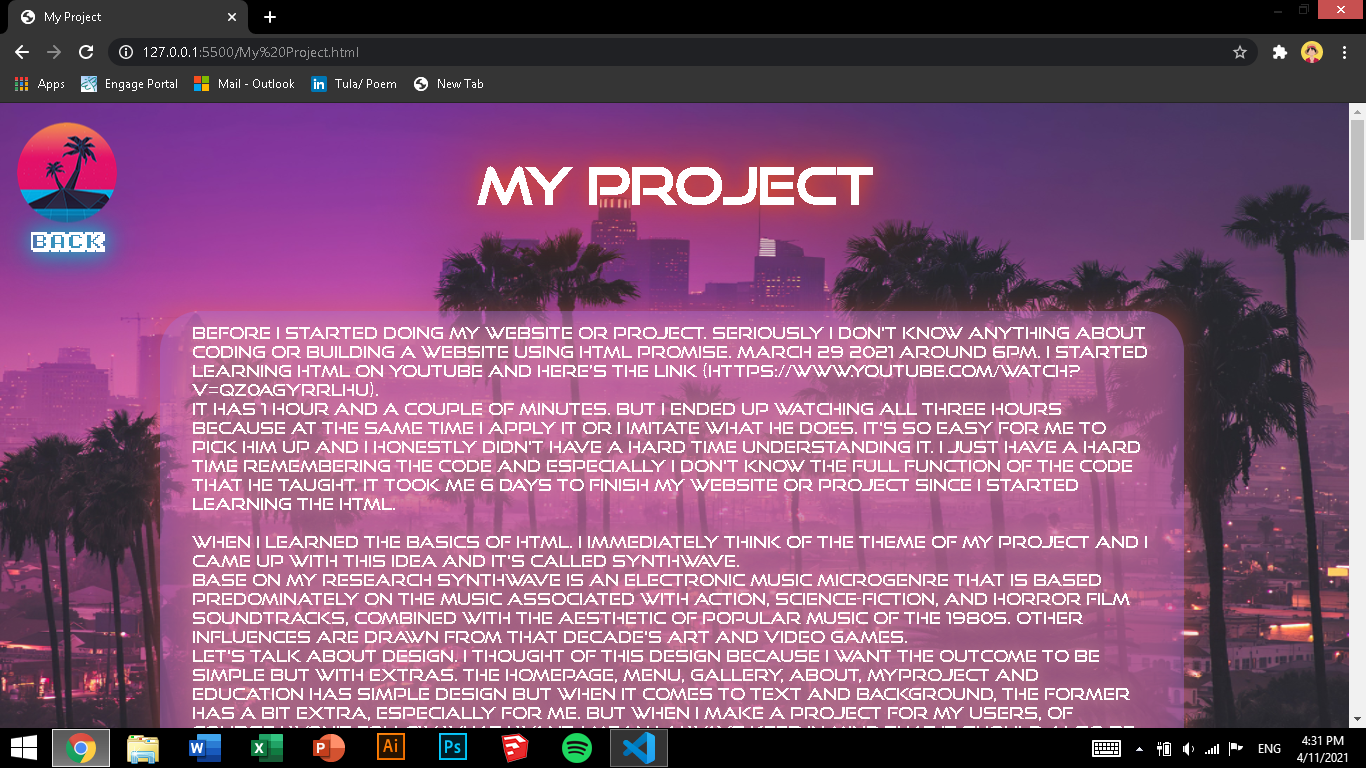 My Project
127.0.0.1:5500/My%20Project.html
Apps
Engage Portal
Mail - Outlook
Tula/ Poem
New Tab
MY PROJECT
BACK
BEFORE I STARTED DOING MY WEBSITE OR PROJECT. SERIOUSLY I DON'T KNOW ANYTHING ABOUT
CODING OR BUILDING A WEBSITE USING HTML PROMISE. MARCH 29 2021 AROUND 6PM. I STARTED
LEARNING HTML ON YOUTUBE AND HERE'S THE LINK (HTTPS://WWW.YOUTUBE.COM/WATCH?
V=QZ0AGYRRLHU).
IT HAS 1 HOUR AND A COUPLE OF MINUTES. BUT I ENDED UP WATCHING ALL THREE HOURS
BECAUSE AT THE SAME TIME I APPLY IT OR I IMITATE WHAT HE DOES. IT'S SO EASY FOR ME TO
PICK HIM UP AND I HONESTLY DIDN'T HAVE A HARD TIME UNDERSTANDING IT. I JUST HAVE A HARD
TIME REMEMBERING THE CODE AND ESPECIALLY I DON'T KNOW THE FULL FUNCTION OF THE CODE
THAT HE TAUGHT. IT TOOK ME 6 DAYS TO FINISH MY WEBSITE OR PROJECT SINCE I STARTED
LEARNING THE HTML.
WHEN I LEARNED THE BASICS OF HTML. I IMMEDIATELY THINK OF THE THEME OF MY PROJECT AND I
CAME UP WITH THIS IDEA AND IT'S CALLED SYNTHWAVE.
BASE ON MY RESEARCH SYNTHWAVE IS AN ELECTRONIC MUSIC MICROGENRE THAT IS BASED
PREDOMINATELY ON THE MUSIC ASSOCIATED WITH ACTION, SCIENCE-FICTION, AND HORROR FILM
SOUNDTRACKS, COMBINED WITH THE AESTHETIC OF POPULAR MUSIC OF THE 1980S. OTHER
INFLUENCES ARE DRAWN FROM THAT DECADE'S ART AND VIDEO GAMES.
LET'S TALK ABOUT DESIGN. I THOUGHT OF THIS DESIGN BECAUSE I WANT THE OUTCOME TO BE
SIMPLE BUT WITH EXTRAS. THE HOMEPAGE, MENU, GALLERY, ABOUT, MYPROJECT AND
EDUCATION HAS SIMPLE DESIGN BUT WHEN IT COMES TO TEXT AND BACKGROUND, THE FORMER
HAS A BIT EXTRA, ESPECIALLY FOR ME. BUT WHEN I MAKE A PROJECT FOR MY USERS, OF
ENG
4:31 PM
4/11/2021